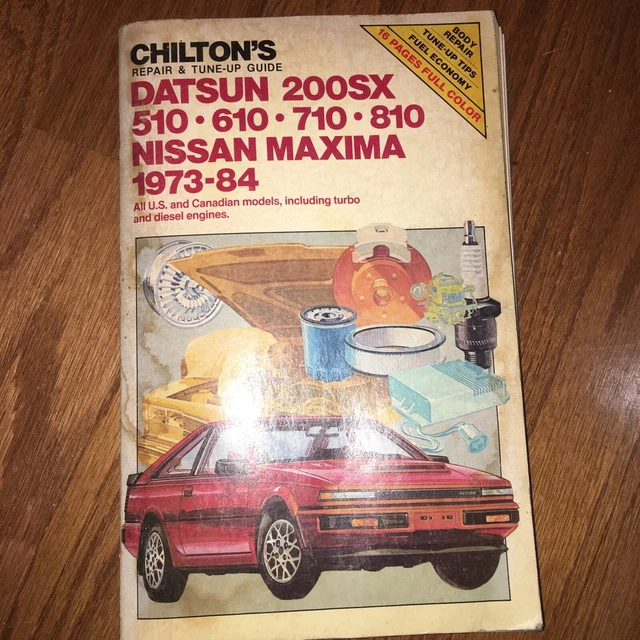 CHILTON'S
REPAIR & TUNE-UP GUIDE
DATSUN 200SX
510 • 610 • 710 • 810
NISSAN MAXIMA
1973-84
All U.S. and Canadian models, including turbo
and diesel engines.
BODY
REPAIR
TUNE-UP TIPS
FUEL ECONOMY
16 PAGES FULL COLOR
NISSAN